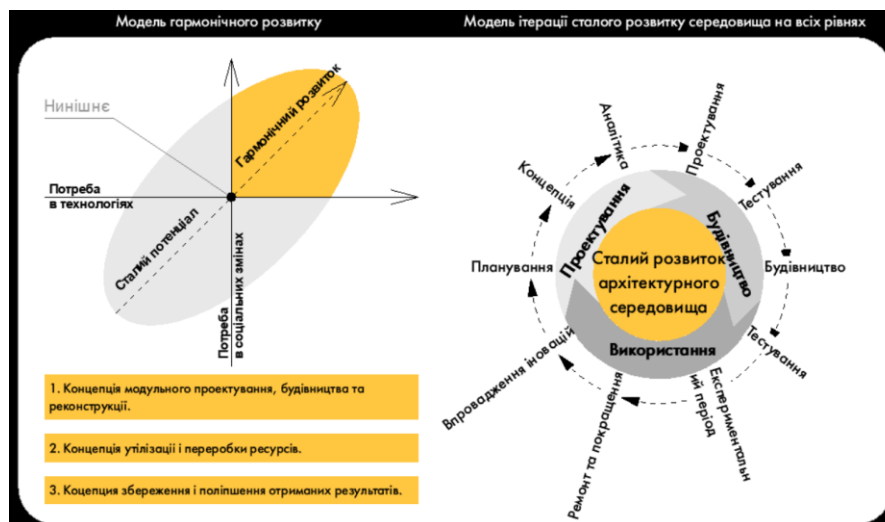 Модель гармонічного розвитку
Нинішнє
Гармонічний розвиток
Потреба
в технологіях
Сталий потенціал
Потреба
в соціальних змінах
1. Концепція модульного проектування, будівництва та
реконструкції.
2. Концепція утилізації і переробки ресурсів.
3. Коцепция збереження і поліпшення отриманих результатів.
Модель ітерації сталого розвитку середовища на всіх рівнях
Аналітика
Проектування
Концепція
Тестування
Планування
Будівництво
Впровадження іновацій
Тестування
Ремонт та покращення
Експериментальн
ий період
Проектування
Будівництво
Використання
Сталий розвиток
архітектурного
середовища